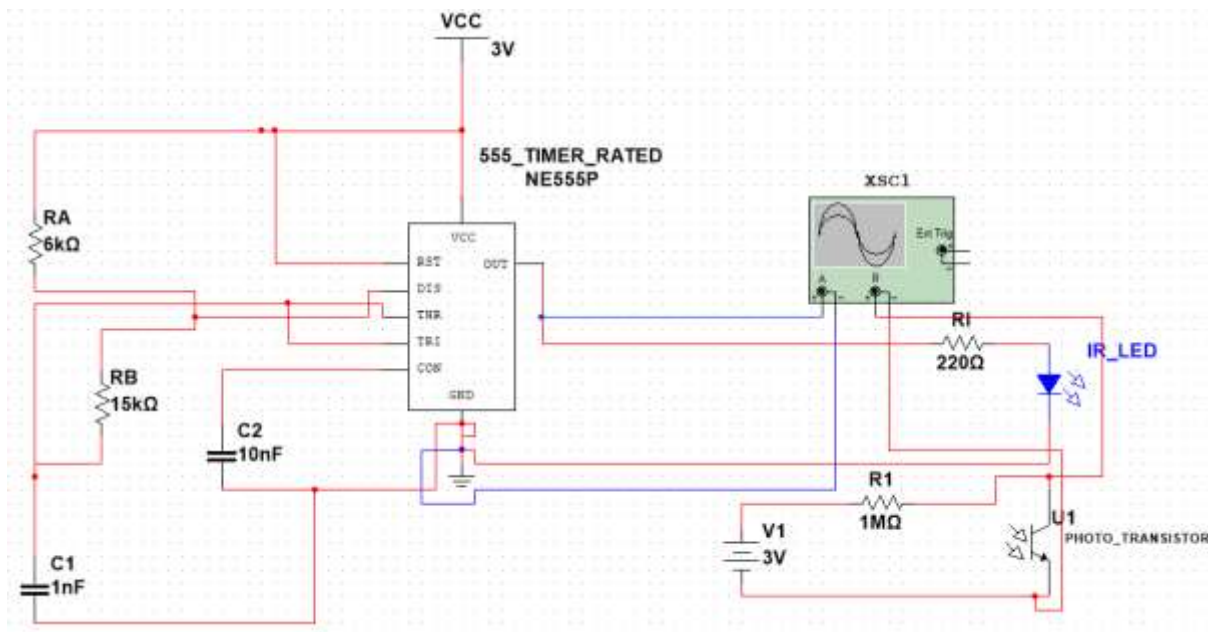 VCC
3V
555_TIMER_RATED
NE555P
XSC1
RA
6kΩ
VCC
RST
OUT
DIS
THR
TRI
CON
GND
Ext Trig
A
B
RI
220Ω
IR_LED
RB
15kΩ
C2
10nF
R1
1MΩ
U1
PHOTO_TRANSISTOR
V1
3V
C1
1nF